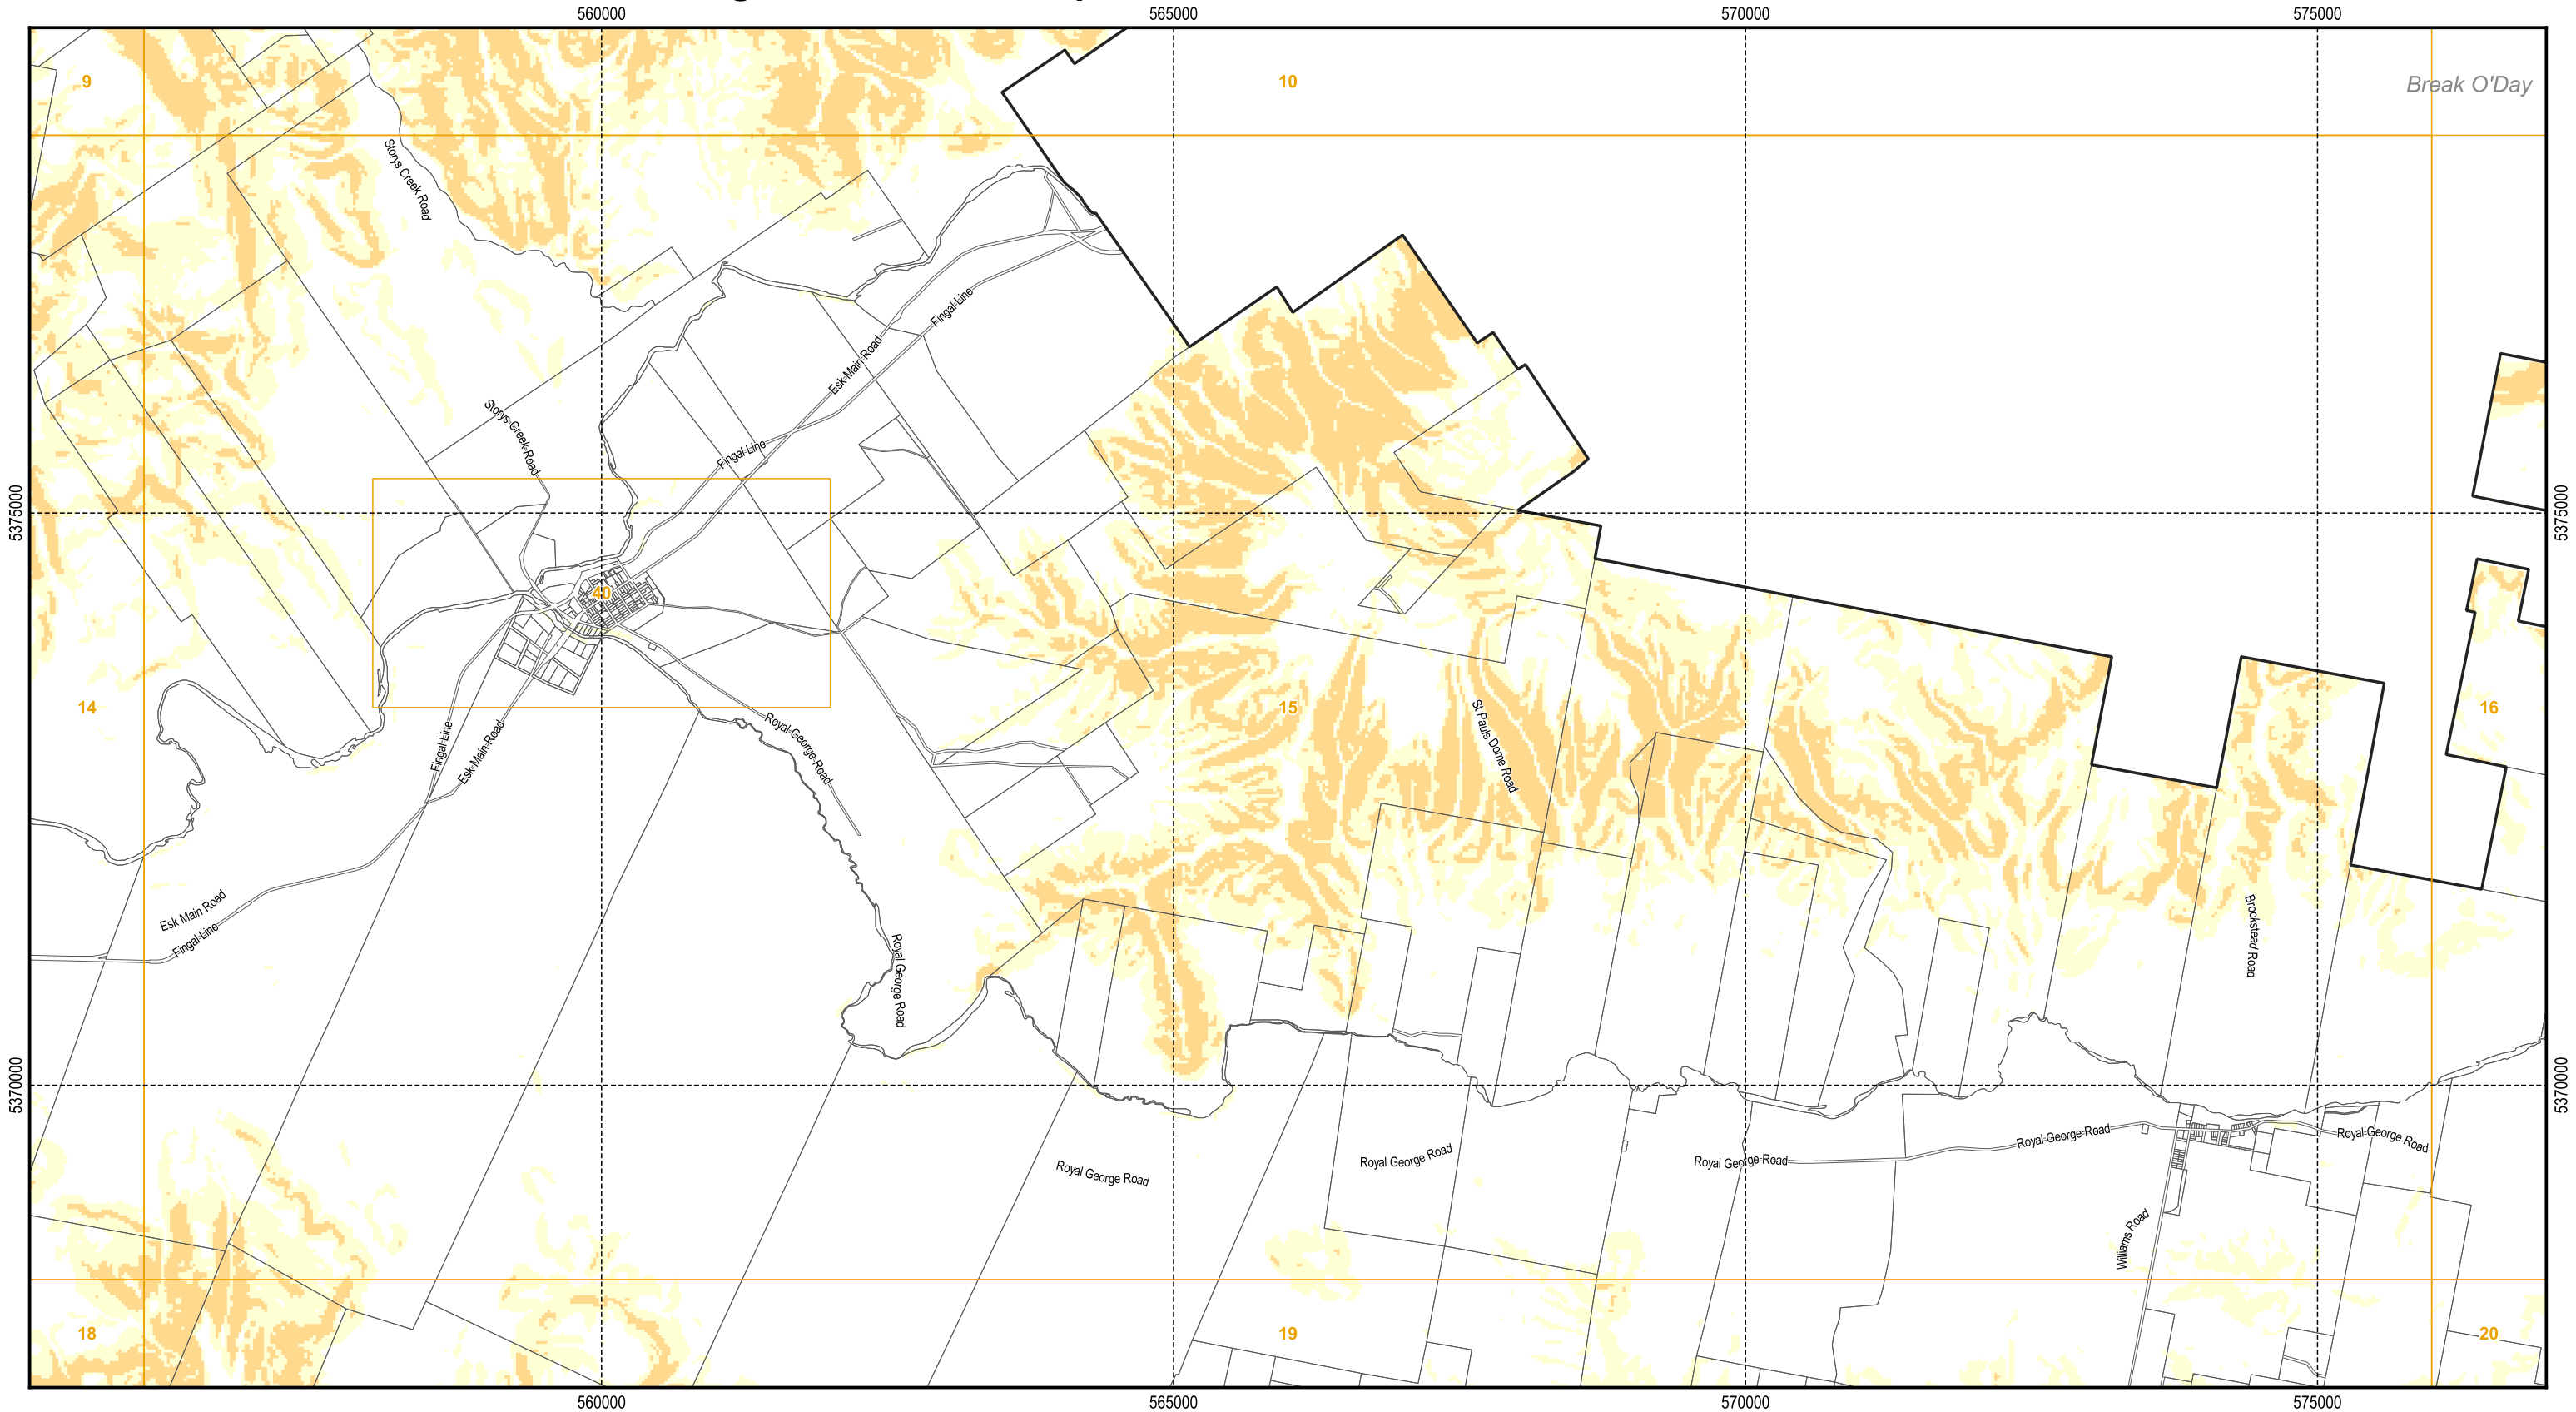 560000
565000
570000
575000
9
10
Break O'Day
Storys Creek Road
Fingal Line
Esk Main Road
Storys Creek Road
Fingal Line
5375000
5375000
40
14
15
16
St Pauls Dome Road
Royal George Road
Fingal Line
Esk Main Road
Esk Main Road
Fingal Line
Brookstead Road
Royal George Road
5370000
5370000
Royal George Road
Royal George Road
Royal George Road
Royal George Road
Royal George Road
Williams Road
18
19
20
560000
565000
570000
575000